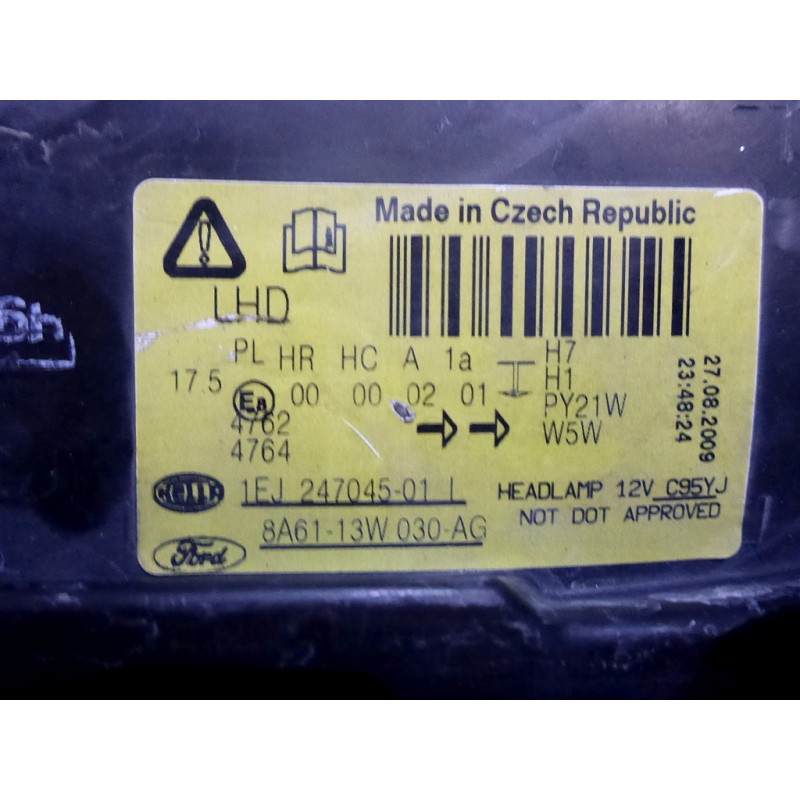 Made in Czech Republic
LHD
PL HR HC A 1a H7
17.5 E8 00 00 02 01 H1
PY21W
4762
W5W
4764
27.08.2009
23:48:24
HELLA 1EJ 247045-01 L
HEADLAMP 12V C95YJ
NOT DOT APPROVED
Ford 8A61-13W 030-AG